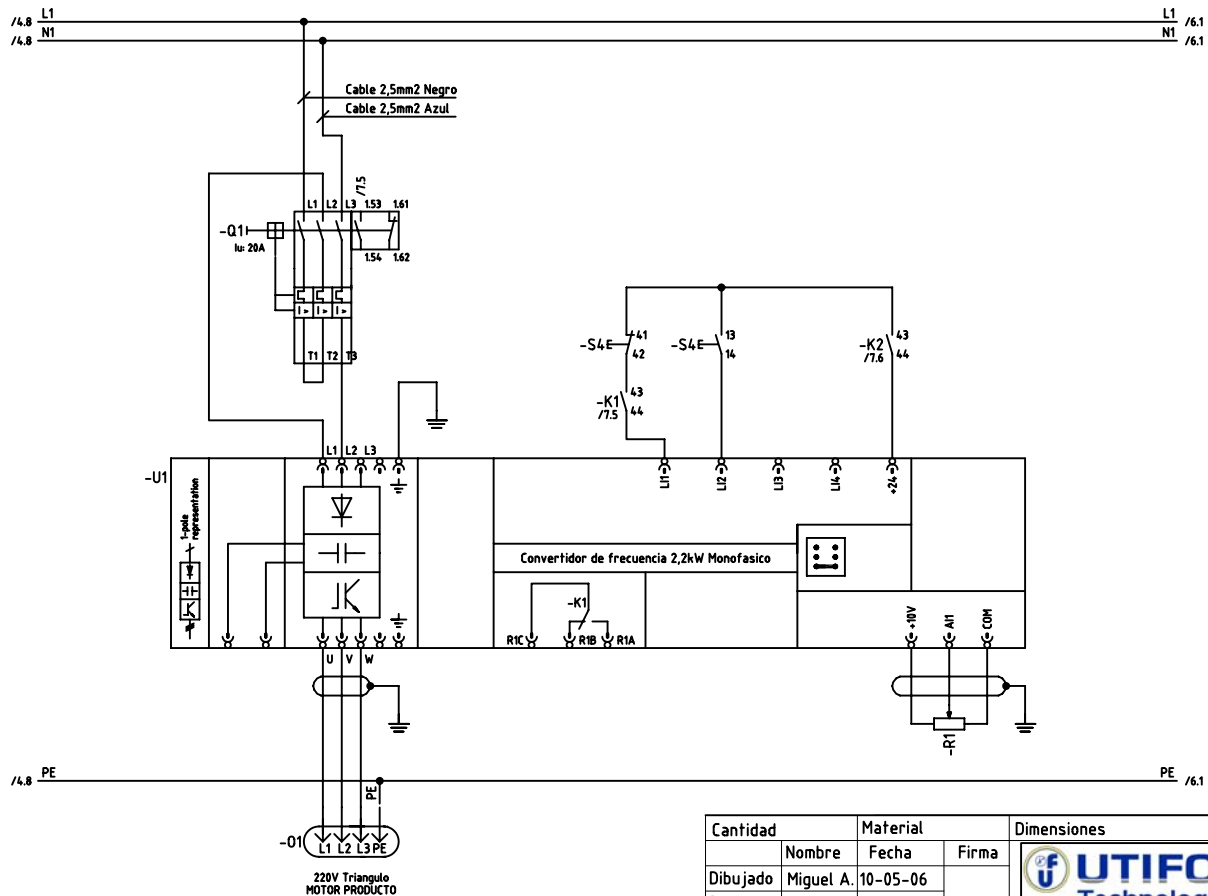 L1 L1
/4.8 /6.1
N1 N1
/4.8 /6.1
Cable 2,5mm2 Negro
Cable 2,5mm2 Azul
/7.5
L1 L2 L3 1.53 1.61
-Q1
Iu: 20A
1.54 1.62
I> I> I>
T1 T2 T3
-S4E 41 42
-S4E 13 14
-K2 43 44
/7.6
-K1 43 44
/7.5
L1 L2 L3
-U1
LI1 LI2 LI3 LI4 +24
1-pole
representation
Convertidor de frecuencia 2,2kW Monofasico
-K1
R1C R1B R1A
+10V AI1 COM
U V W
-R1
PE PE
/4.8 /6.1
PE
-01
L1 L2 L3 PE
220V Triangulo
MOTOR PRODUCTO
Cantidad Material Dimensiones
Nombre Fecha Firma
Dibujado Miguel A. 10-05-06
UTIFO